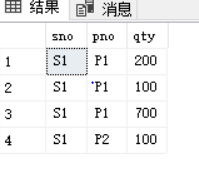 结果 消息
sno pno qty
1 S1 P1 200
2 S1 P1 100
3 S1 P1 700
4 S1 P2 100